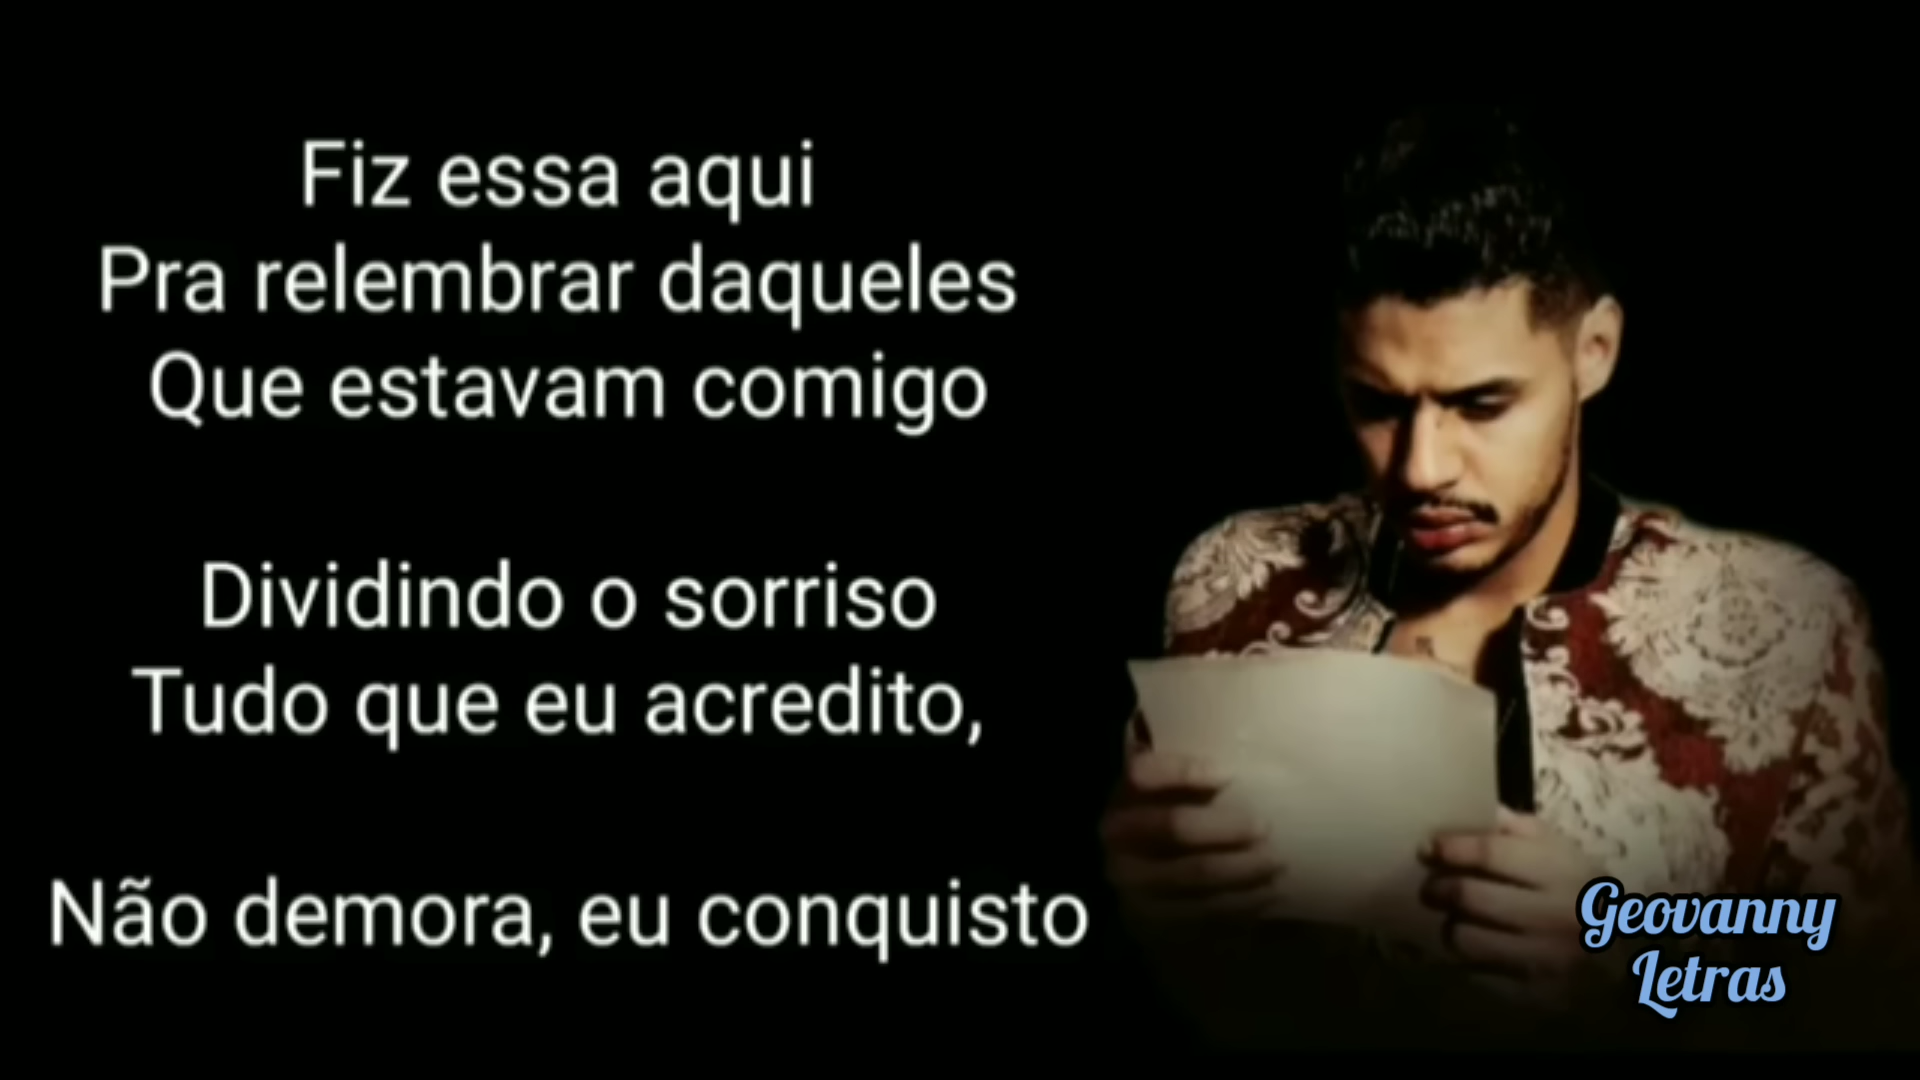 Fiz essa aqui
Pra relembrar daqueles
Que estavam comigo
Dividindo o sorriso
Tudo que eu acredito,
Não demora, eu conquisto
Geovanny
Letras